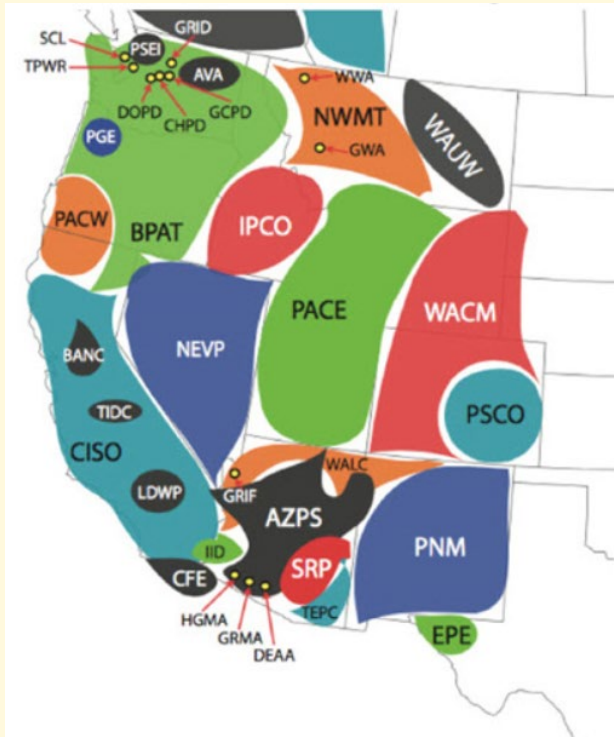 GRID
SCL
PSEI
TPWR
AVA
DOPD
CHPD
GCPD
WWA
NWMT
GWA
WAUW
PGE
PACW
BPAT
IPCO
PACE
WACM
NEVP
BANC
TIDC
CISO
LDWP
PSCO
WALC
GRIF
AZPS
PNM
IID
CFE
SRP
TEPC
HGMA
GRMA
DEAA
EPE